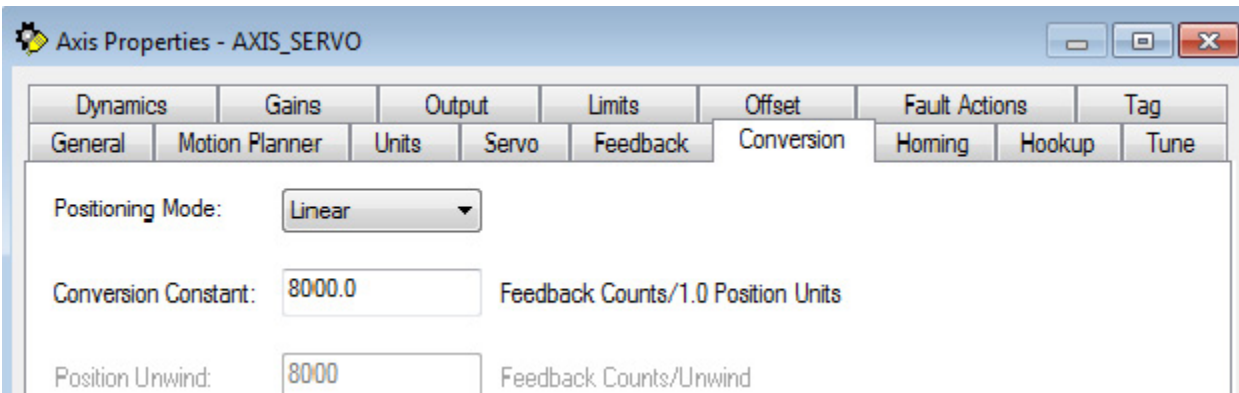 Axis Properties - AXIS_SERVO
Dynamics Gains Output Limits Offset Fault Actions Tag
General Motion Planner Units Servo Feedback Conversion Homing Hookup Tune
Positioning Mode: Linear
Conversion Constant: 8000.0 Feedback Counts/1.0 Position Units
Position Unwind: 8000 Feedback Counts/Unwind